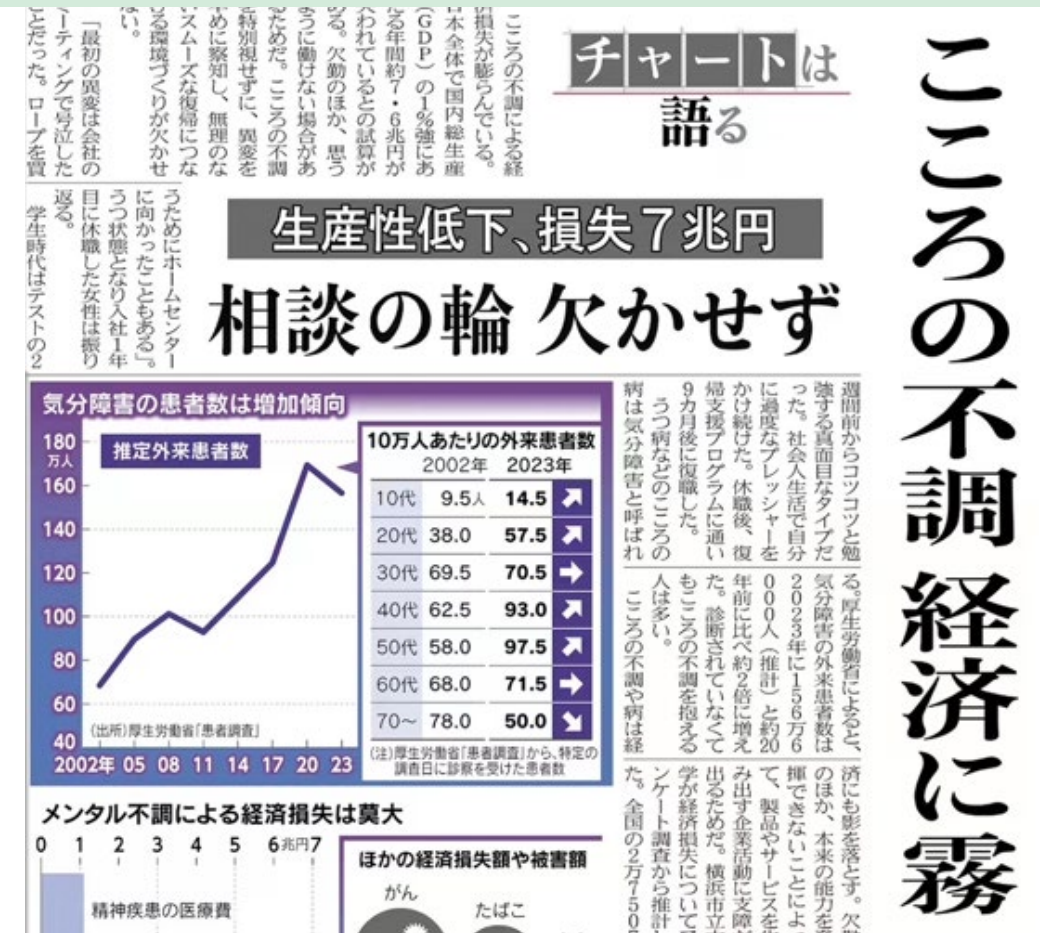 こころの不調 経済に霧
チャートは
語る
生産性低下、損失7兆円
相談の輪 欠かせず
こころの不調による経
済損失が膨らんでいる。
日本全体で国内総生産
(GDP)の1%強にあ
たる年間約7・6兆円が
失われているとの試算が
ある。欠勤のほか、思う
ように働けない場合があ
るためだ。こころの不調
を特別視せずに、異変を
早めに察知し、無理のな
いスムーズな復帰につな
げる環境づくりが欠かせ
ない。
「最初の異変は会社の
ミーティングで号泣した
ことだった。ロープを買
うためにホームセンター
に向かったこともある」。
うつ状態となり入社1年
目に休職した女性は振り
返る。
学生時代はテストの2
週間前からコツコツと勉
強する真面目なタイプだ
った。社会人生活で自分
に過度なプレッシャーを
かけ続けた。休職後、復
帰支援プログラムに通い
9カ月後に復職した。
うつ病などのこころの
病は気分障害と呼ばれ
る。厚生労働省によると、
気分障害の外来患者数は
2023年に156万6
000人(推計)と約20
年前に比べ約2倍に増え
た。診断されていなくて
もこころの不調を抱える
人は多い。
こころの不調や病は経
済にも影を落とす。欠勤
のほか、本来の能力を発
揮できないことによっ
て、製品やサービスを生
み出す企業活動に支障が
出るためだ。横浜市立大
学が経済損失についてア
ンケート調査から推計し
た。全国の2万750
気分障害の患者数は増加傾向
推定外来患者数
180
万人
160
140
120
100
80
60
40
2002年 05 08 11 14 17 20 23
(出所)厚生労働省「患者調査」
10万人あたりの外来患者数
2002年 2023年
10代 9.5人 14.5
20代 38.0 57.5
30代 69.5 70.5
40代 62.5 93.0
50代 58.0 97.5
60代 68.0 71.5
70〜 78.0 50.0
(注)厚生労働省「患者調査」から、特定の
調査日に診察を受けた患者数
メンタル不調による経済損失は莫大
0 1 2 3 4 5 6兆円7
精神疾患の医療費
ほかの経済損失額や被害額
がん
たばこ